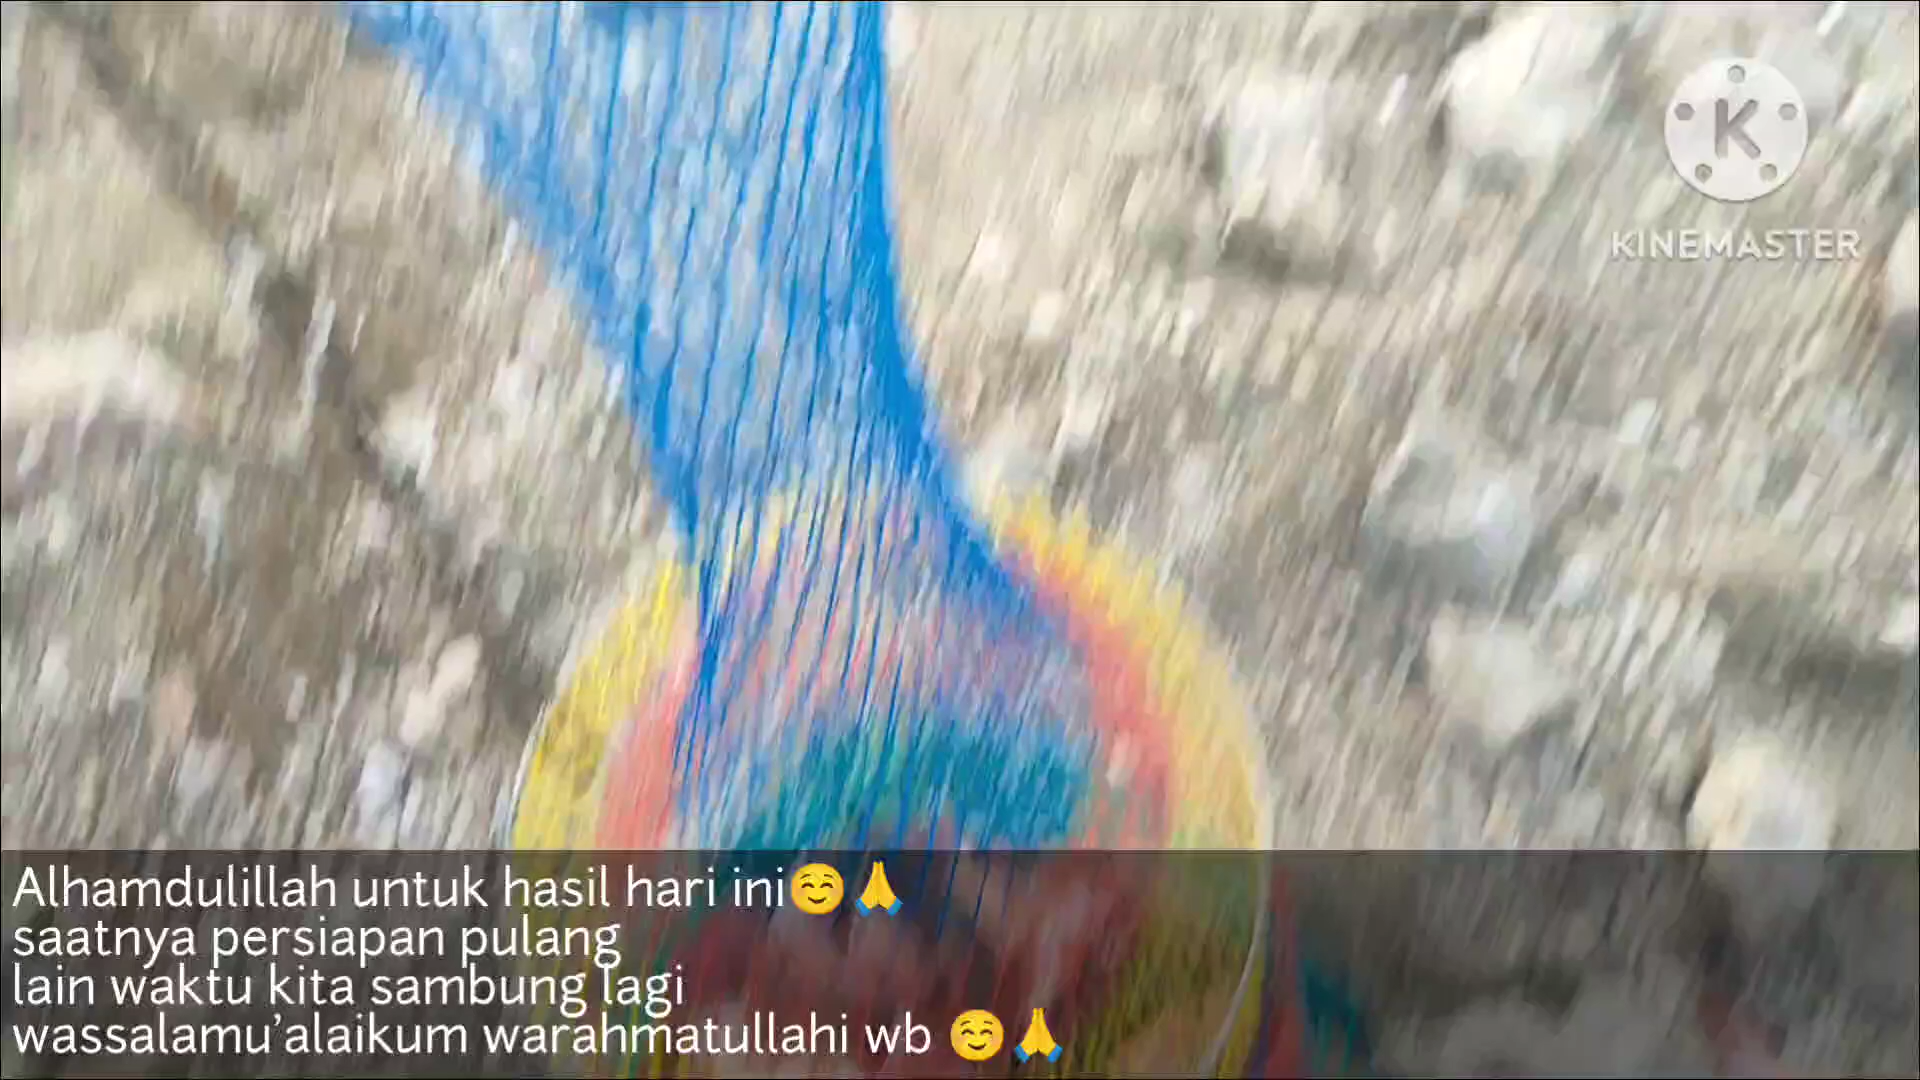 K
KINEMASTER
Alhamdulillah untuk hasil hari ini☺️🙏
saatnya persiapan pulang
lain waktu kita sambung lagi
wassalamu’alaikum warahmatullahi wb ☺️🙏